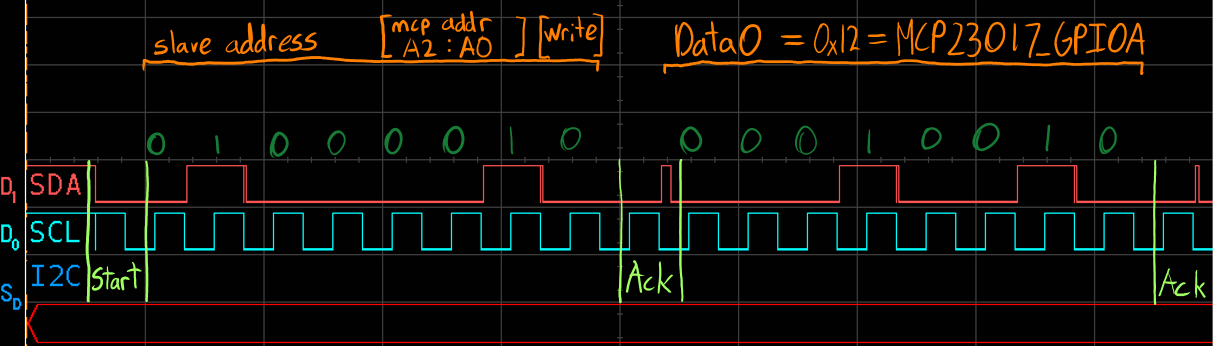 slave address [mcp addr A2 : A0] [write] Data0 = 0x12 = MCP23017_GPIOA
0 1 0 0 0 0 1 0 0 0 0 1 0 0 1 0
D1 SDA
D0 SCL
SD I2C Start Ack Ack